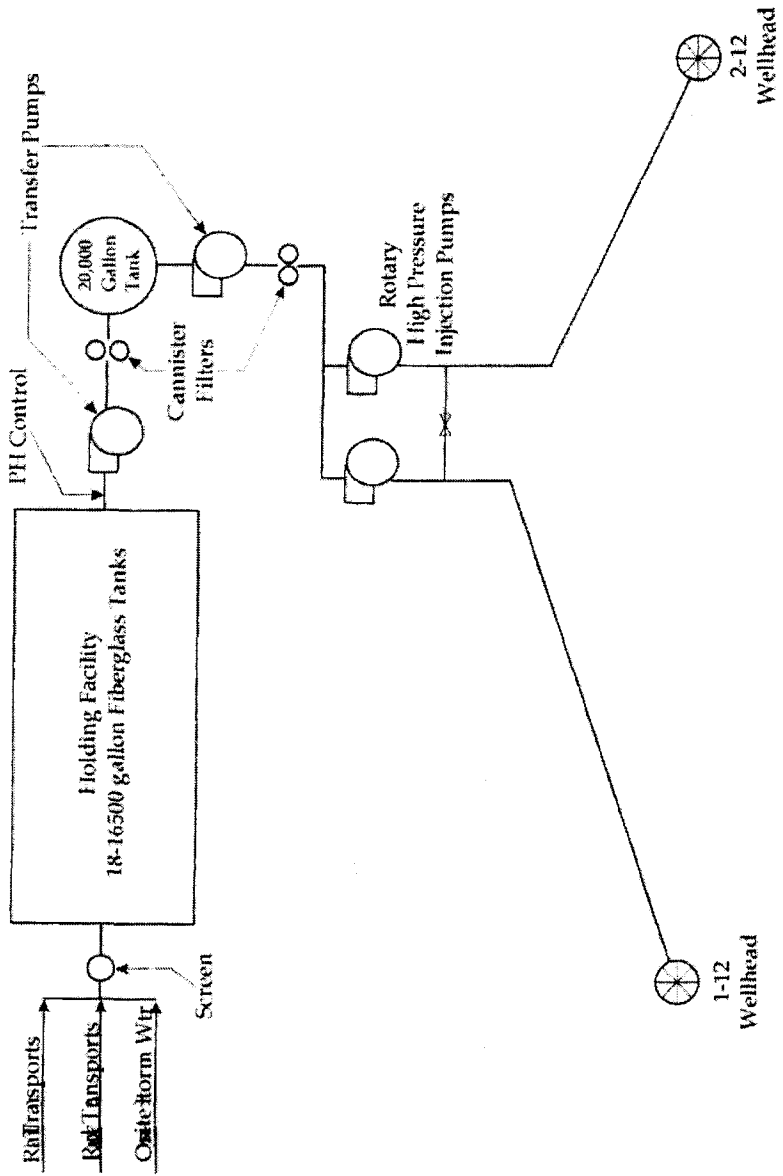 Transports
Transports
Screen
Holding Facility
18-16500 gallon Fiberglass Tanks
PH Control
Transfer Pumps
20,000
Gallon
Tank
Cannister
Filters
Rotary
High Pressure
Injection Pumps
1-12
Wellhead
2-12
Wellhead